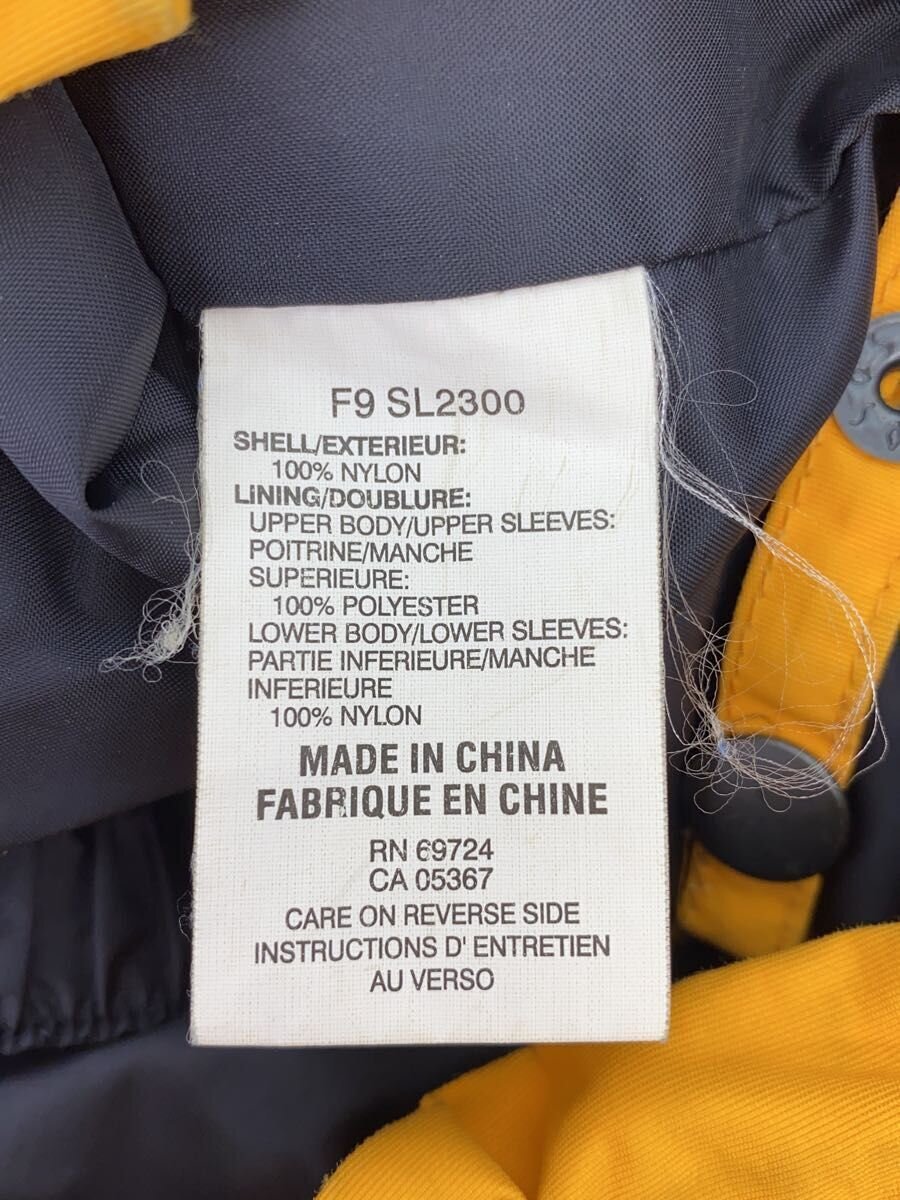 F9 SL2300
SHELL/EXTERIEUR:
100% NYLON
LINING/DOUBLURE:
UPPER BODY/UPPER SLEEVES:
POITRINE/MANCHE
SUPERIEURE:
100% POLYESTER
LOWER BODY/LOWER SLEEVES:
PARTIE INFERIEURE/MANCHE
INFERIEURE
100% NYLON
MADE IN CHINA
FABRIQUE EN CHINE
RN 69724
CA 05367
CARE ON REVERSE SIDE
INSTRUCTIONS D' ENTRETIEN
AU VERSO